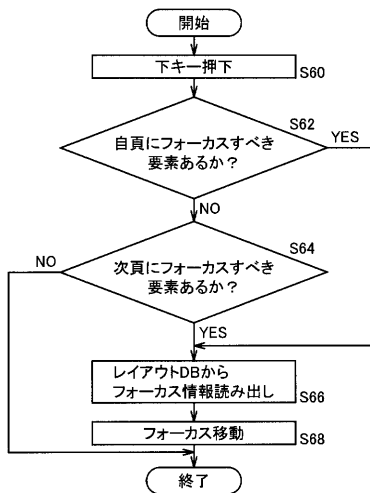 開始
下キー押下
S60
S62
自頁にフォーカスすべき
要素あるか？
YES
NO
S64
次頁にフォーカスすべき
要素あるか？
NO
YES
レイアウトDBから
フォーカス情報読み出し
S66
フォーカス移動
S68
終了